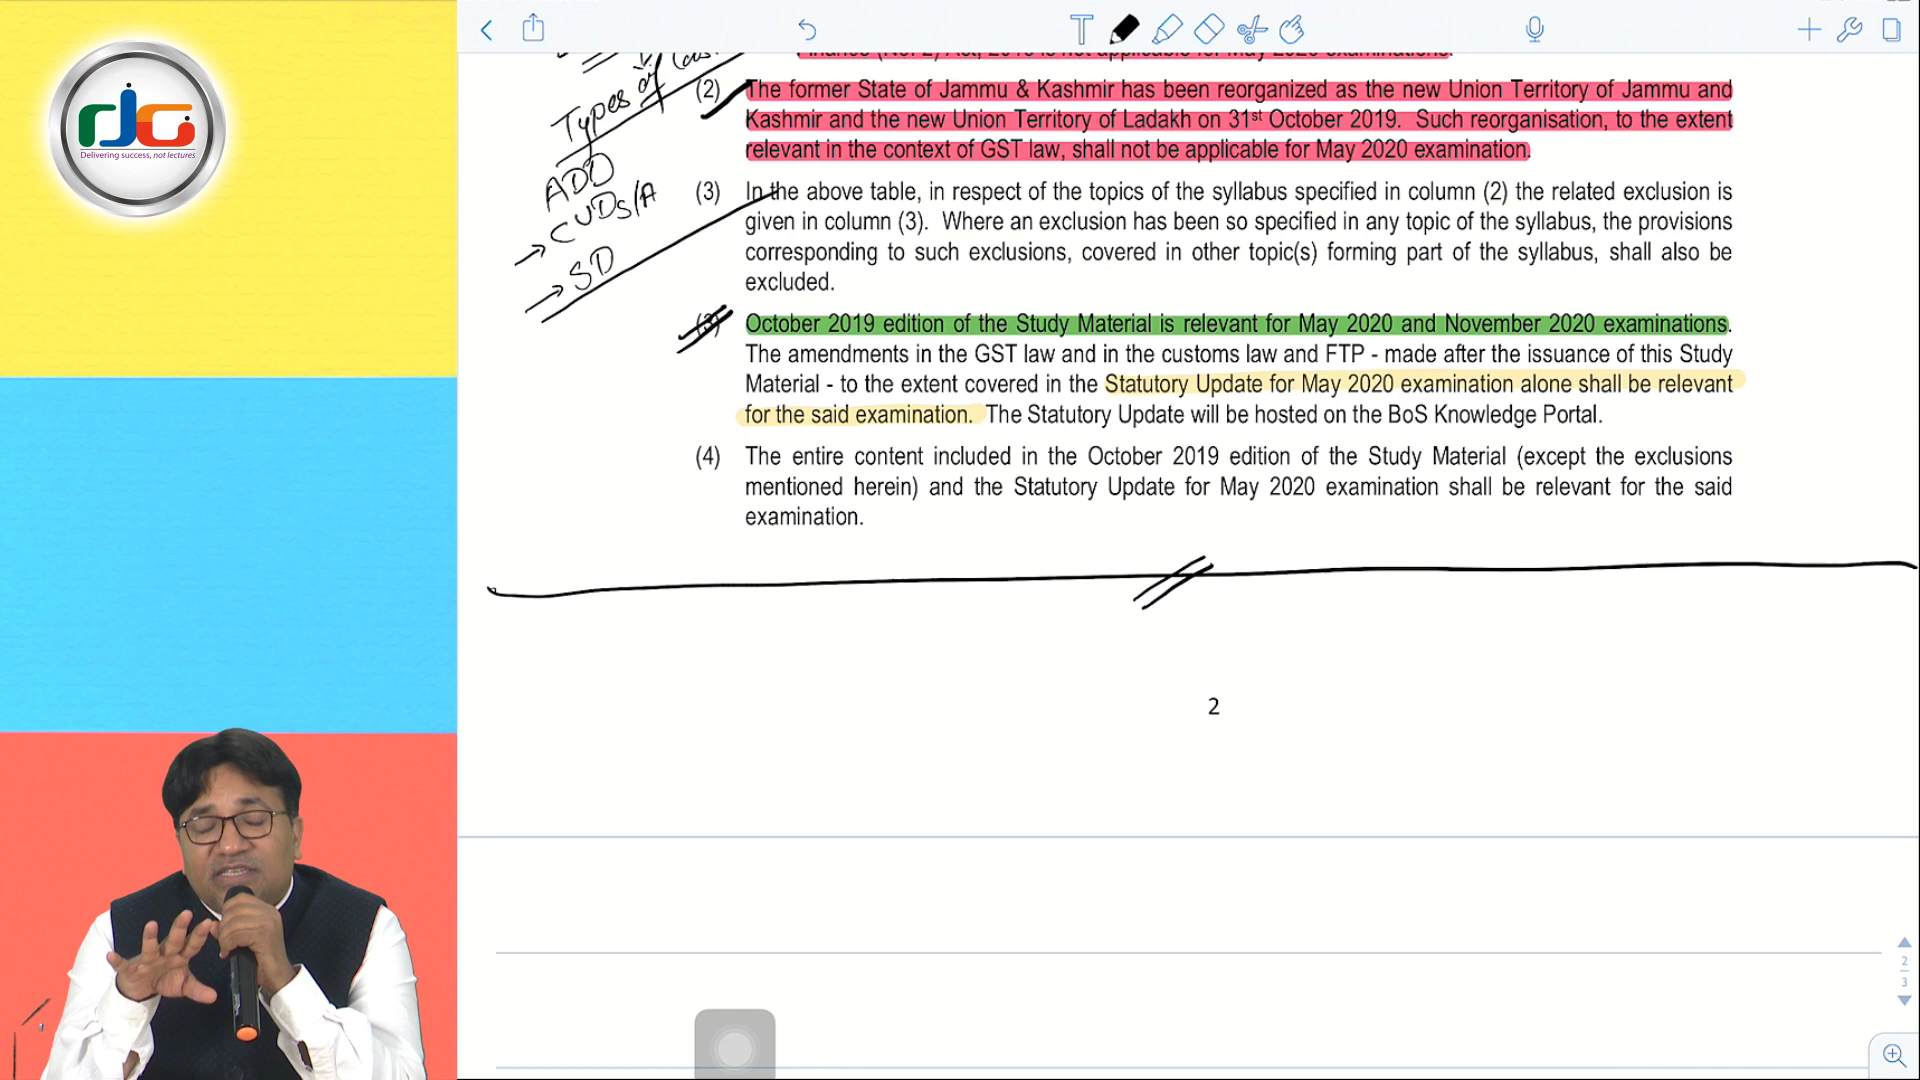 Delivering success, not lectures
Types of
ADD
CVDs/A
SD
(2) The former State of Jammu & Kashmir has been reorganized as the new Union Territory of Jammu and
Kashmir and the new Union Territory of Ladakh on 31st October 2019. Such reorganisation, to the extent
relevant in the context of GST law, shall not be applicable for May 2020 examination.
(3) In the above table, in respect of the topics of the syllabus specified in column (2) the related exclusion is
given in column (3). Where an exclusion has been so specified in any topic of the syllabus, the provisions
corresponding to such exclusions, covered in other topic(s) forming part of the syllabus, shall also be
excluded.
(3) October 2019 edition of the Study Material is relevant for May 2020 and November 2020 examinations.
The amendments in the GST law and in the customs law and FTP - made after the issuance of this Study
Material - to the extent covered in the Statutory Update for May 2020 examination alone shall be relevant
for the said examination. The Statutory Update will be hosted on the BoS Knowledge Portal.
(4) The entire content included in the October 2019 edition of the Study Material (except the exclusions
mentioned herein) and the Statutory Update for May 2020 examination shall be relevant for the said
examination.
2
2
3